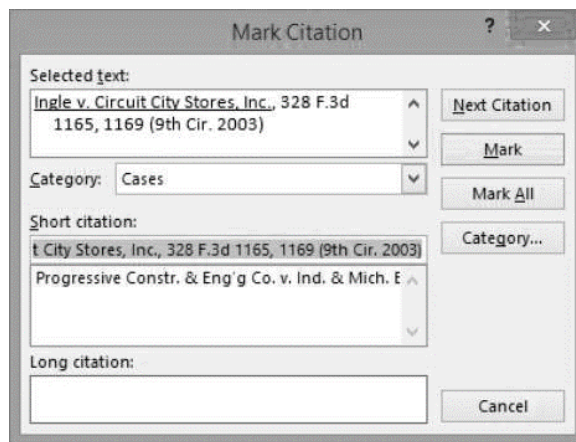 Mark Citation
? ×
Selected text:
Ingle v. Circuit City Stores, Inc., 328 F.3d
1165, 1169 (9th Cir. 2003)
Next Citation
Mark
Category: Cases
Mark All
Short citation:
t City Stores, Inc., 328 F.3d 1165, 1169 (9th Cir. 2003)
Category...
Progressive Constr. & Eng'g Co. v. Ind. & Mich. E
Long citation:
Cancel